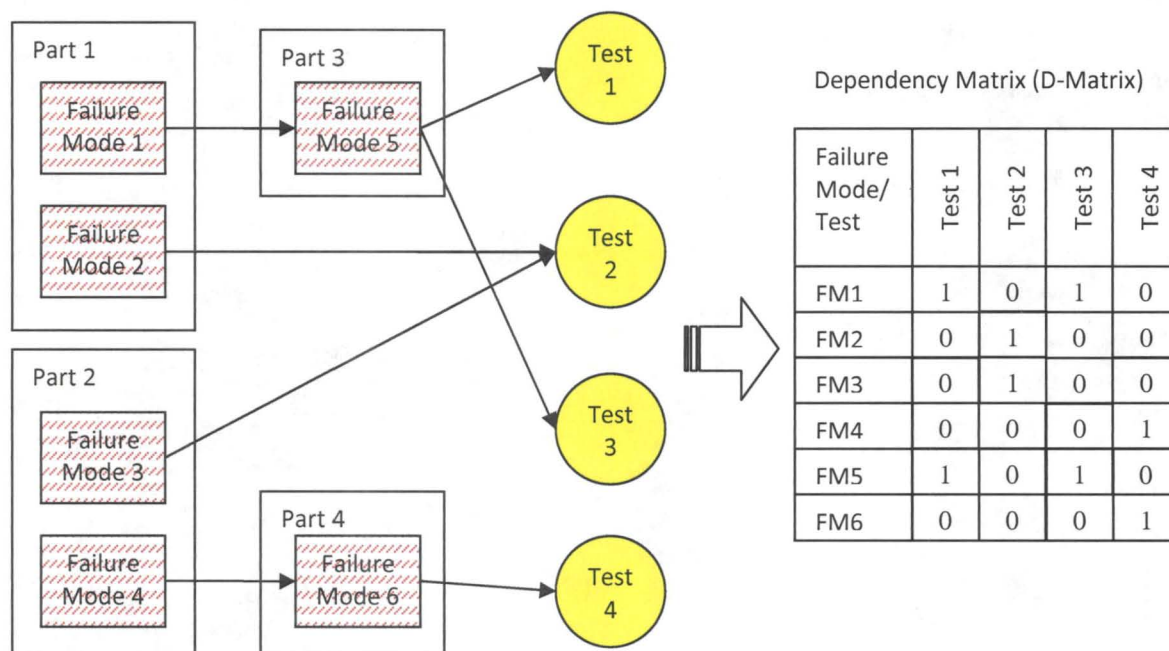 Part 1
Failure
Mode 1
Failure
Mode 2
Part 3
Failure
Mode 5
Part 2
Failure
Mode 3
Failure
Mode 4
Part 4
Failure
Mode 6
Test
1
Test
2
Test
3
Test
4
Dependency Matrix (D-Matrix)
Failure
Mode/
Test
Test 1
Test 2
Test 3
Test 4
FM1 1 0 1 0
FM2 0 1 0 0
FM3 0 1 0 0
FM4 0 0 0 1
FM5 1 0 1 0
FM6 0 0 0 1